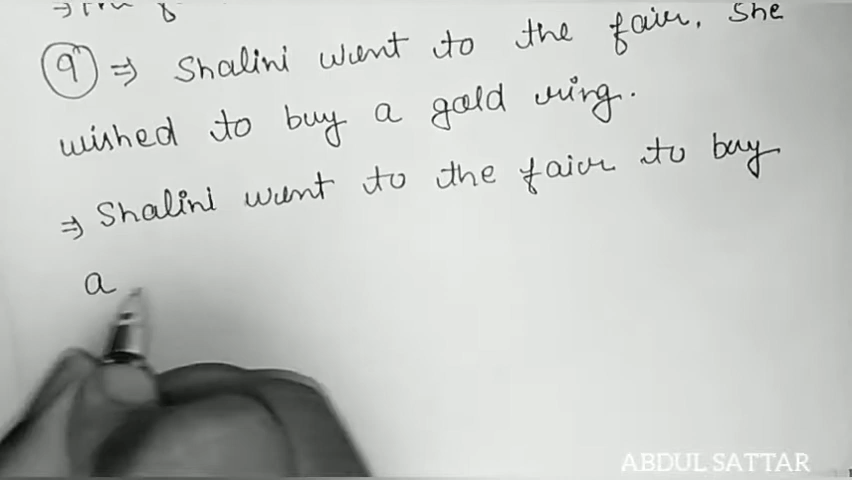 9 ⇒ Shalini went to the fair. She
wished to buy a gold ring.
⇒ Shalini went to the fair to buy
a
ABDUL SATTAR